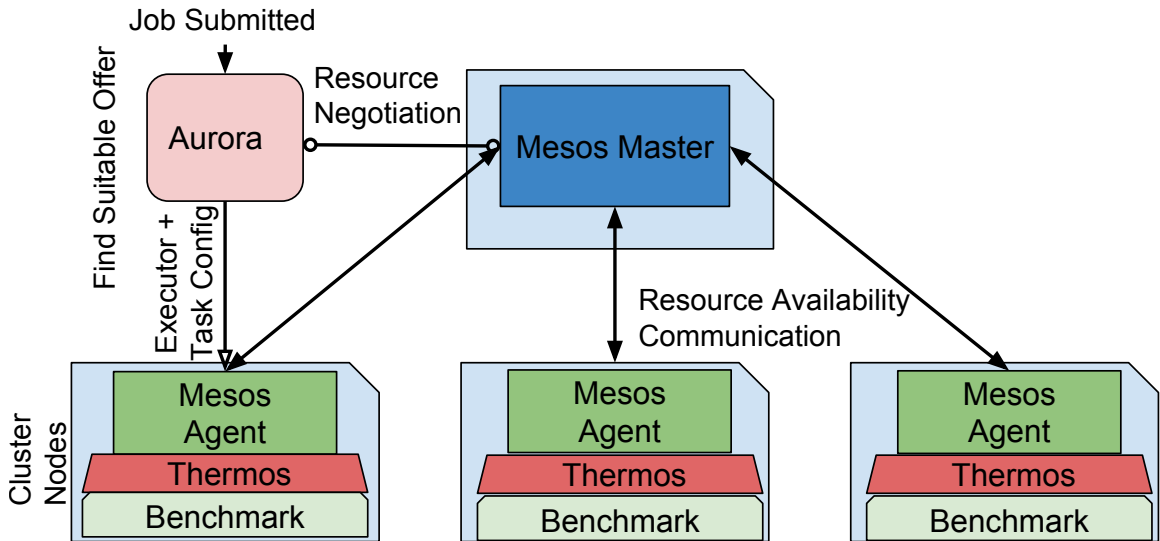 Job Submitted
Find Suitable Offer
Aurora
Resource
Negotiation
Mesos Master
Executor +
Task Config
Resource Availability
Communication
Cluster
Nodes
Mesos
Agent
Thermos
Benchmark
Mesos
Agent
Thermos
Benchmark
Mesos
Agent
Thermos
Benchmark